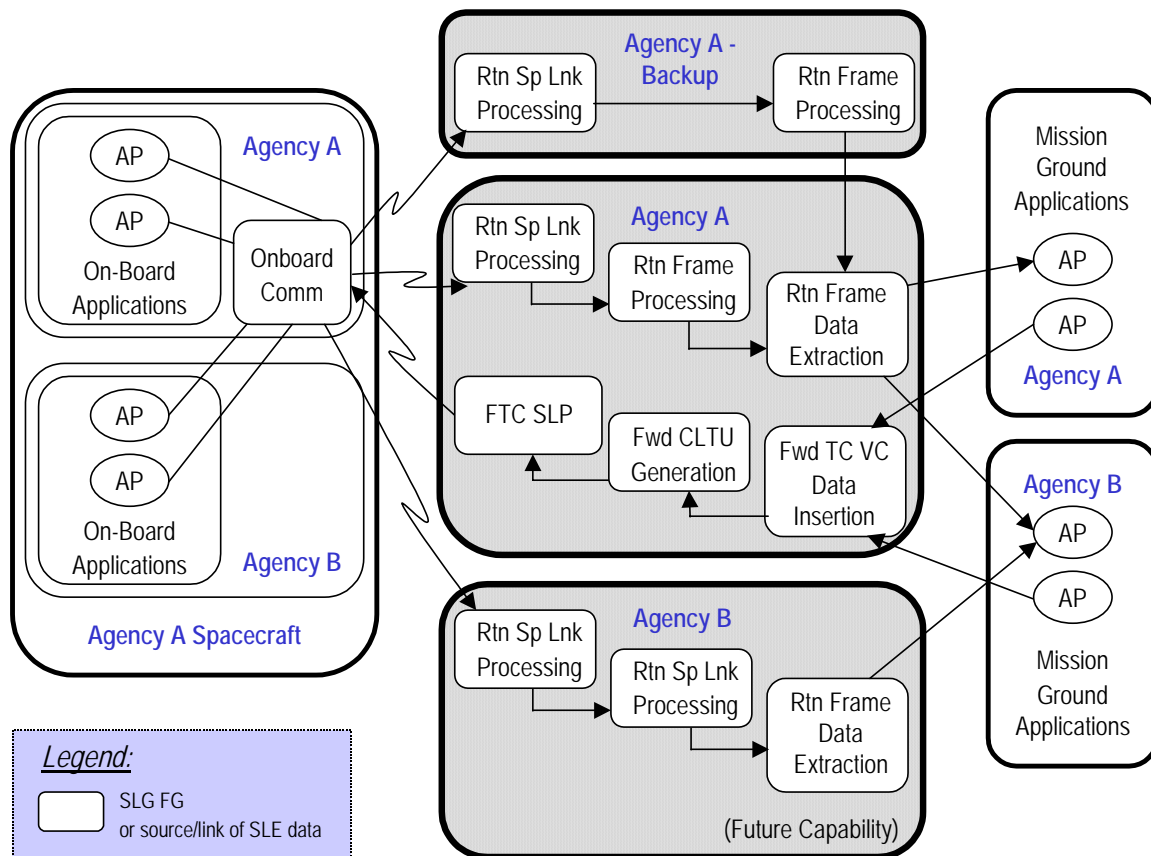 Agency A
AP
AP
On-Board
Applications
Onboard
Comm
AP
AP
On-Board
Applications
Agency B
Agency A Spacecraft
Agency A -
Backup
Rtn Sp Lnk
Processing
Rtn Frame
Processing
Agency A
Rtn Sp Lnk
Processing
Rtn Frame
Processing
Rtn Frame
Data
Extraction
FTC SLP
Fwd CLTU
Generation
Fwd TC VC
Data
Insertion
Agency B
Rtn Sp Lnk
Processing
Rtn Sp Lnk
Processing
Rtn Frame
Data
Extraction
(Future Capability)
Mission
Ground
Applications
AP
AP
Agency A
Agency B
AP
AP
Mission
Ground
Applications
Legend:
SLG FG
or source/link of SLE data